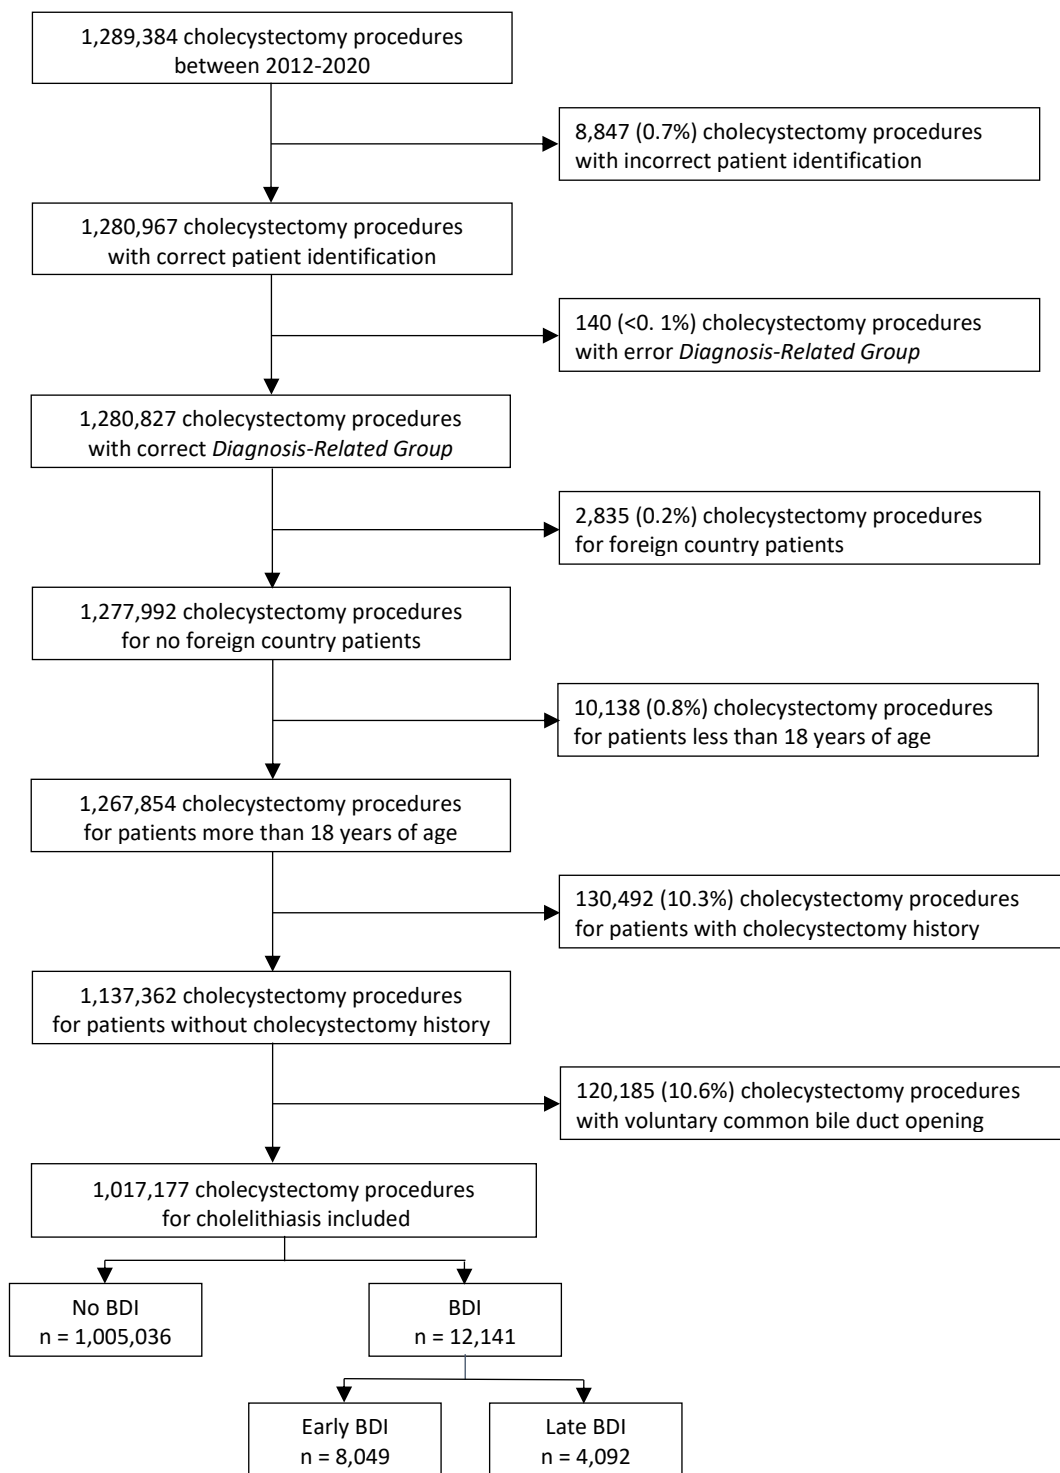 1,289,384 cholecystectomy procedures
between 2012-2020
8,847 (0.7%) cholecystectomy procedures
with incorrect patient identification
1,280,967 cholecystectomy procedures
with correct patient identification
140 (<0. 1%) cholecystectomy procedures
with error Diagnosis-Related Group
1,280,827 cholecystectomy procedures
with correct Diagnosis-Related Group
2,835 (0.2%) cholecystectomy procedures
for foreign country patients
1,277,992 cholecystectomy procedures
for no foreign country patients
10,138 (0.8%) cholecystectomy procedures
for patients less than 18 years of age
1,267,854 cholecystectomy procedures
for patients more than 18 years of age
130,492 (10.3%) cholecystectomy procedures
for patients with cholecystectomy history
1,137,362 cholecystectomy procedures
for patients without cholecystectomy history
120,185 (10.6%) cholecystectomy procedures
with voluntary common bile duct opening
1,017,177 cholecystectomy procedures
for cholelithiasis included
No BDI
n = 1,005,036
BDI
n = 12,141
Early BDI
n = 8,049
Late BDI
n = 4,092